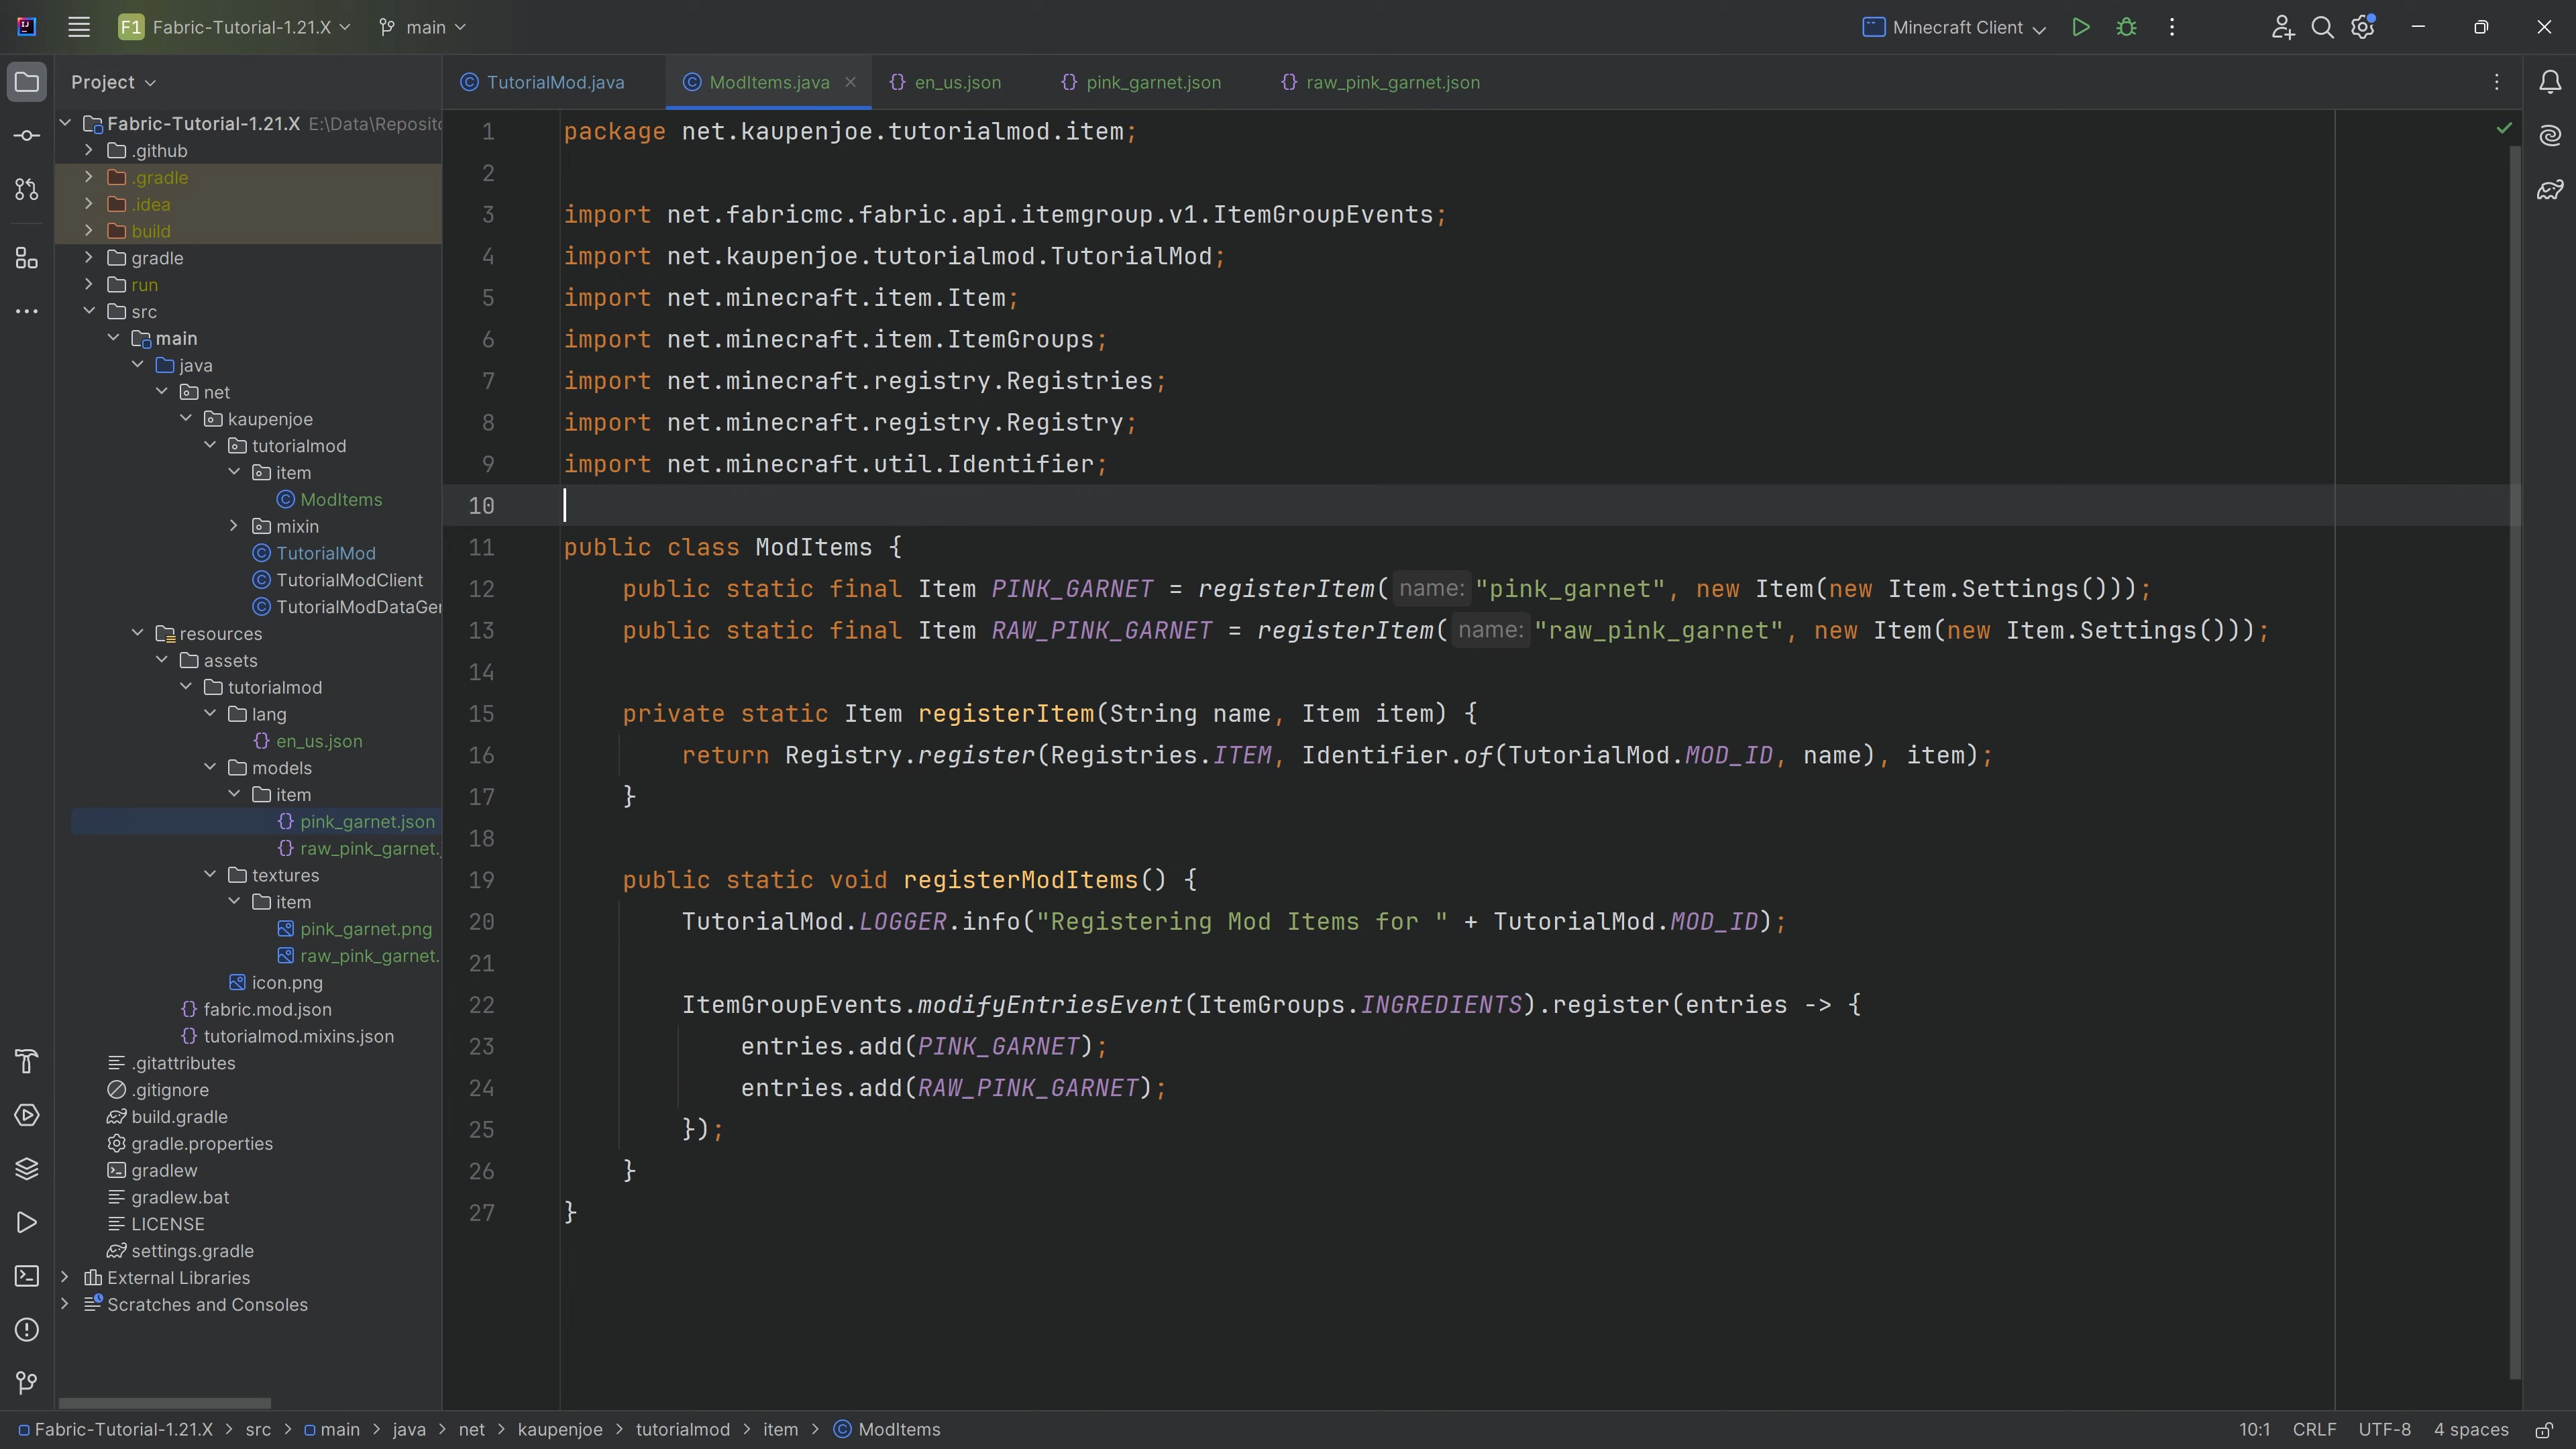 F1 Fabric-Tutorial-1.21.X main Minecraft Client
Project
TutorialMod.java ModItems.java en_us.json pink_garnet.json raw_pink_garnet.json
Fabric-Tutorial-1.21.X E:\Data\Reposito
.github
.gradle
.idea
build
gradle
run
src
main
java
net
kaupenjoe
tutorialmod
item
ModItems
mixin
TutorialMod
TutorialModClient
TutorialModDataGen
resources
assets
tutorialmod
lang
en_us.json
models
item
pink_garnet.json
raw_pink_garnet.
textures
item
pink_garnet.png
raw_pink_garnet.
icon.png
fabric.mod.json
tutorialmod.mixins.json
.gitattributes
.gitignore
build.gradle
gradle.properties
gradlew
gradlew.bat
LICENSE
settings.gradle
External Libraries
Scratches and Consoles
1 package net.kaupenjoe.tutorialmod.item;
2
3 import net.fabricmc.fabric.api.itemgroup.v1.ItemGroupEvents;
4 import net.kaupenjoe.tutorialmod.TutorialMod;
5 import net.minecraft.item.Item;
6 import net.minecraft.item.ItemGroups;
7 import net.minecraft.registry.Registries;
8 import net.minecraft.registry.Registry;
9 import net.minecraft.util.Identifier;
10
11 public class ModItems {
12 public static final Item PINK_GARNET = registerItem( name: "pink_garnet", new Item(new Item.Settings()));
13 public static final Item RAW_PINK_GARNET = registerItem( name: "raw_pink_garnet", new Item(new Item.Settings()));
14
15 private static Item registerItem(String name, Item item) {
16 return Registry.register(Registries.ITEM, Identifier.of(TutorialMod.MOD_ID, name), item);
17 }
18
19 public static void registerModItems() {
20 TutorialMod.LOGGER.info("Registering Mod Items for " + TutorialMod.MOD_ID);
21
22 ItemGroupEvents.modifyEntriesEvent(ItemGroups.INGREDIENTS).register(entries -> {
23 entries.add(PINK_GARNET);
24 entries.add(RAW_PINK_GARNET);
25 });
26 }
27 }
Fabric-Tutorial-1.21.X > src > main > java > net > kaupenjoe > tutorialmod > item > ModItems 10:1 CRLF UTF-8 4 spaces